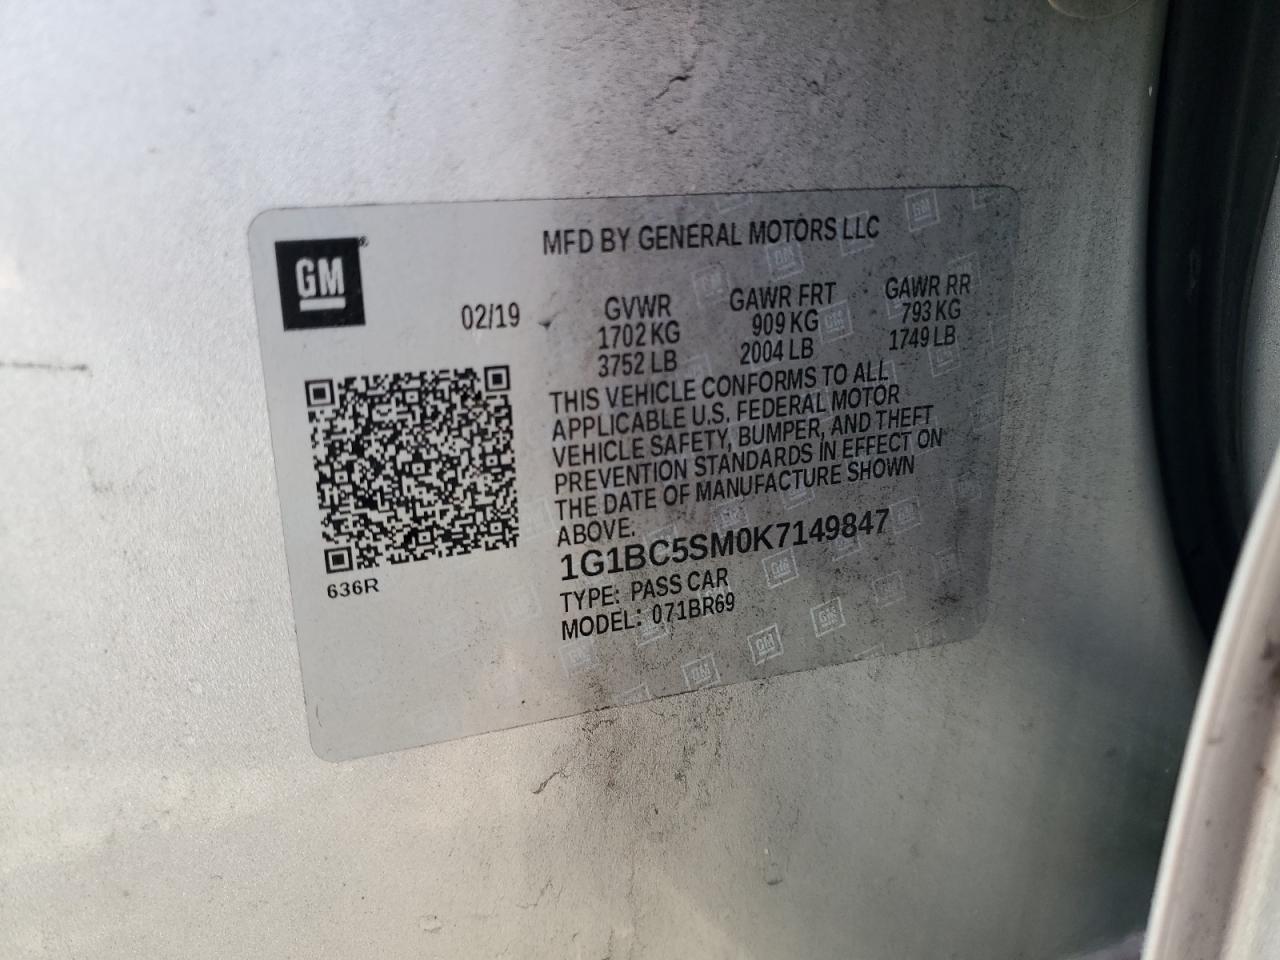 GM
MFD BY GENERAL MOTORS LLC
02/19
GVWR GAWR FRT GAWR RR
1702 KG 909 KG 793 KG
3752 LB 2004 LB 1749 LB
THIS VEHICLE CONFORMS TO ALL
APPLICABLE U.S. FEDERAL MOTOR
VEHICLE SAFETY, BUMPER, AND THEFT
PREVENTION STANDARDS IN EFFECT ON
THE DATE OF MANUFACTURE SHOWN
ABOVE.
1G1BC5SM0K7149847
TYPE: PASS CAR
MODEL: 071BR69
636R